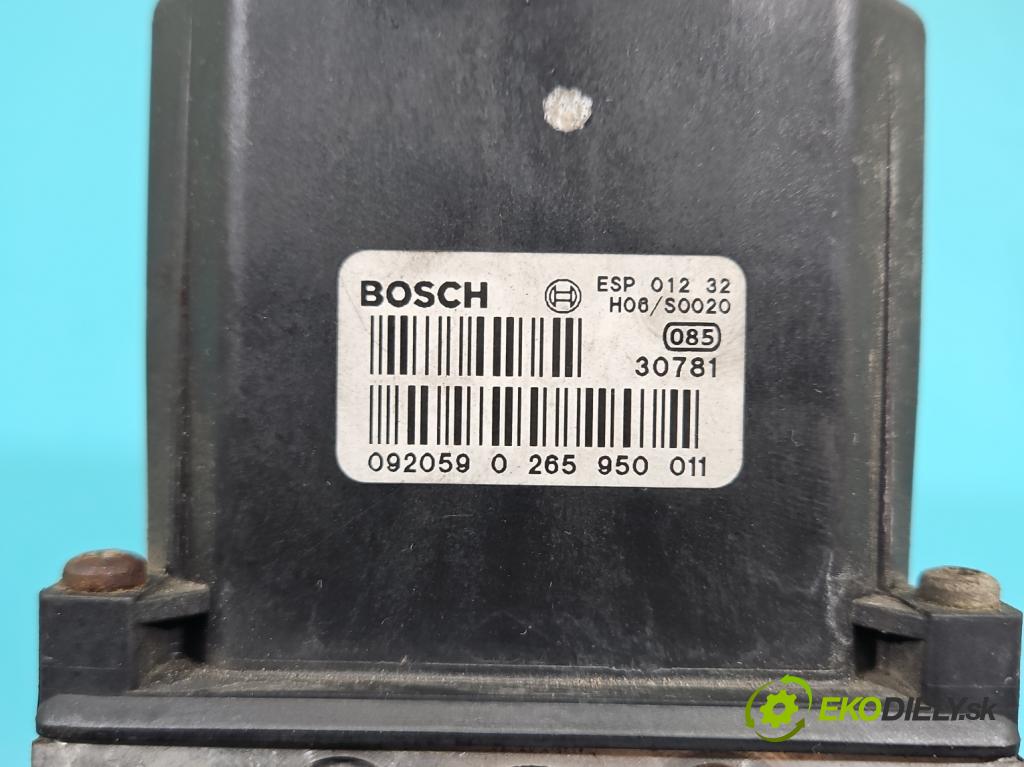 BOSCH
ESP 012 32
H06/S0020
085
30781
092059 0 265 950 011
EKODIELY.sk